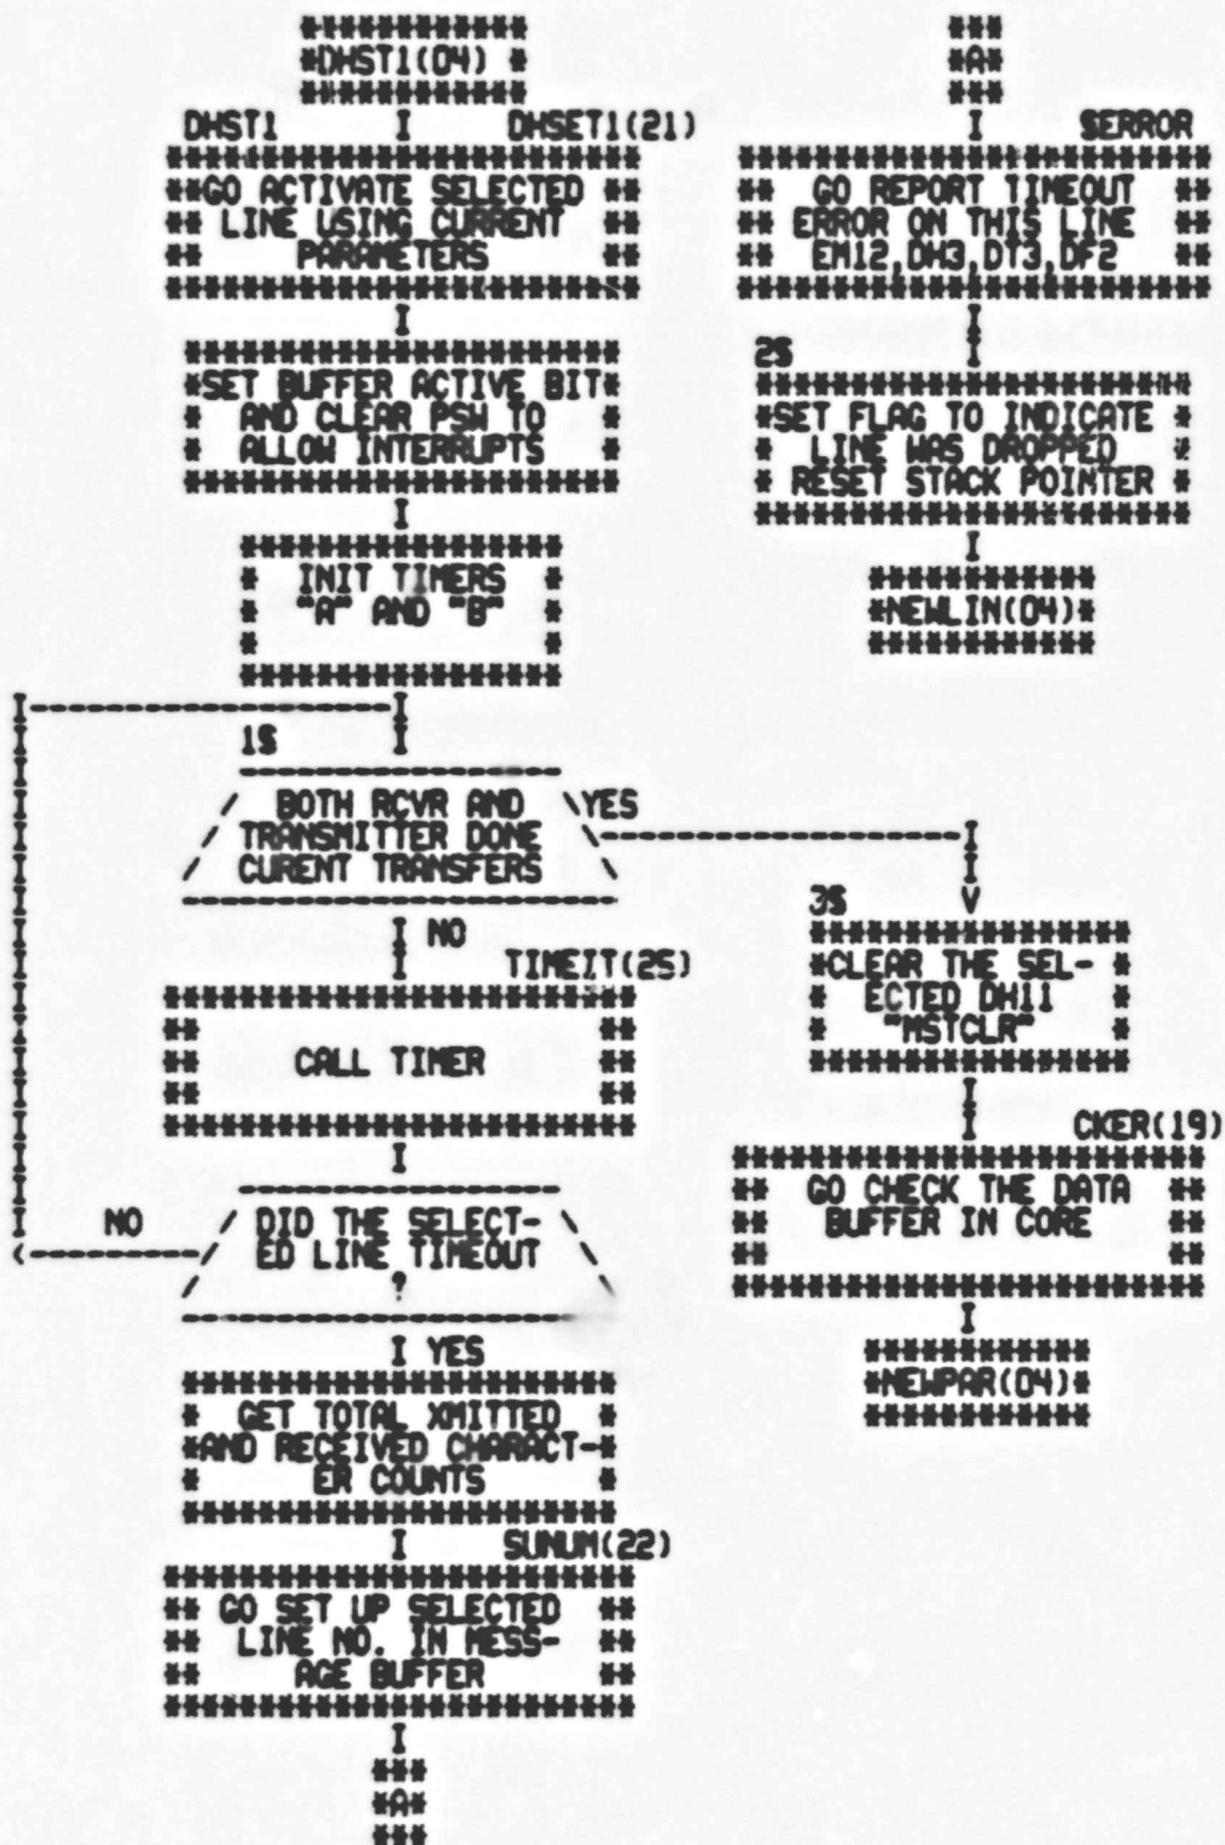 *DHST1(04) *
DHST1 I DHSET1(21)
**GO ACTIVATE SELECTED **
** LINE USING CURRENT **
** PARAMETERS **
*SET BUFFER ACTIVE BIT*
* AND CLEAR PSW TO *
* ALLOW INTERRUPTS *
* INIT TIMERS *
* "A" AND "B" *
1$
/ BOTH RCVR AND \YES
/ TRANSMITTER DONE \
/ CURENT TRANSFERS \
I NO
TIMEIT(25)
** CALL TIMER **
NO / DID THE SELECT- \
ED LINE TIMEOUT
?
I YES
* GET TOTAL XMITTED *
*AND RECEIVED CHARACT-*
* ER COUNTS *
I SUNUM(22)
** GO SET UP SELECTED **
** LINE NO. IN MESS- **
** AGE BUFFER **
*A*
*A*
I $ERROR
** GO REPORT TIMEOUT **
** ERROR ON THIS LINE **
** EM12,DH3,DT3,DF2 **
2$
*SET FLAG TO INDICATE *
* LINE WAS DROPPED *
* RESET STACK POINTER *
*NEWLIN(04)*
3$ V
*CLEAR THE SEL- *
* ECTED DH11 *
* "MSTCLR" *
I CKER(19)
** GO CHECK THE DATA **
** BUFFER IN CORE **
*NEWPAR(04)*